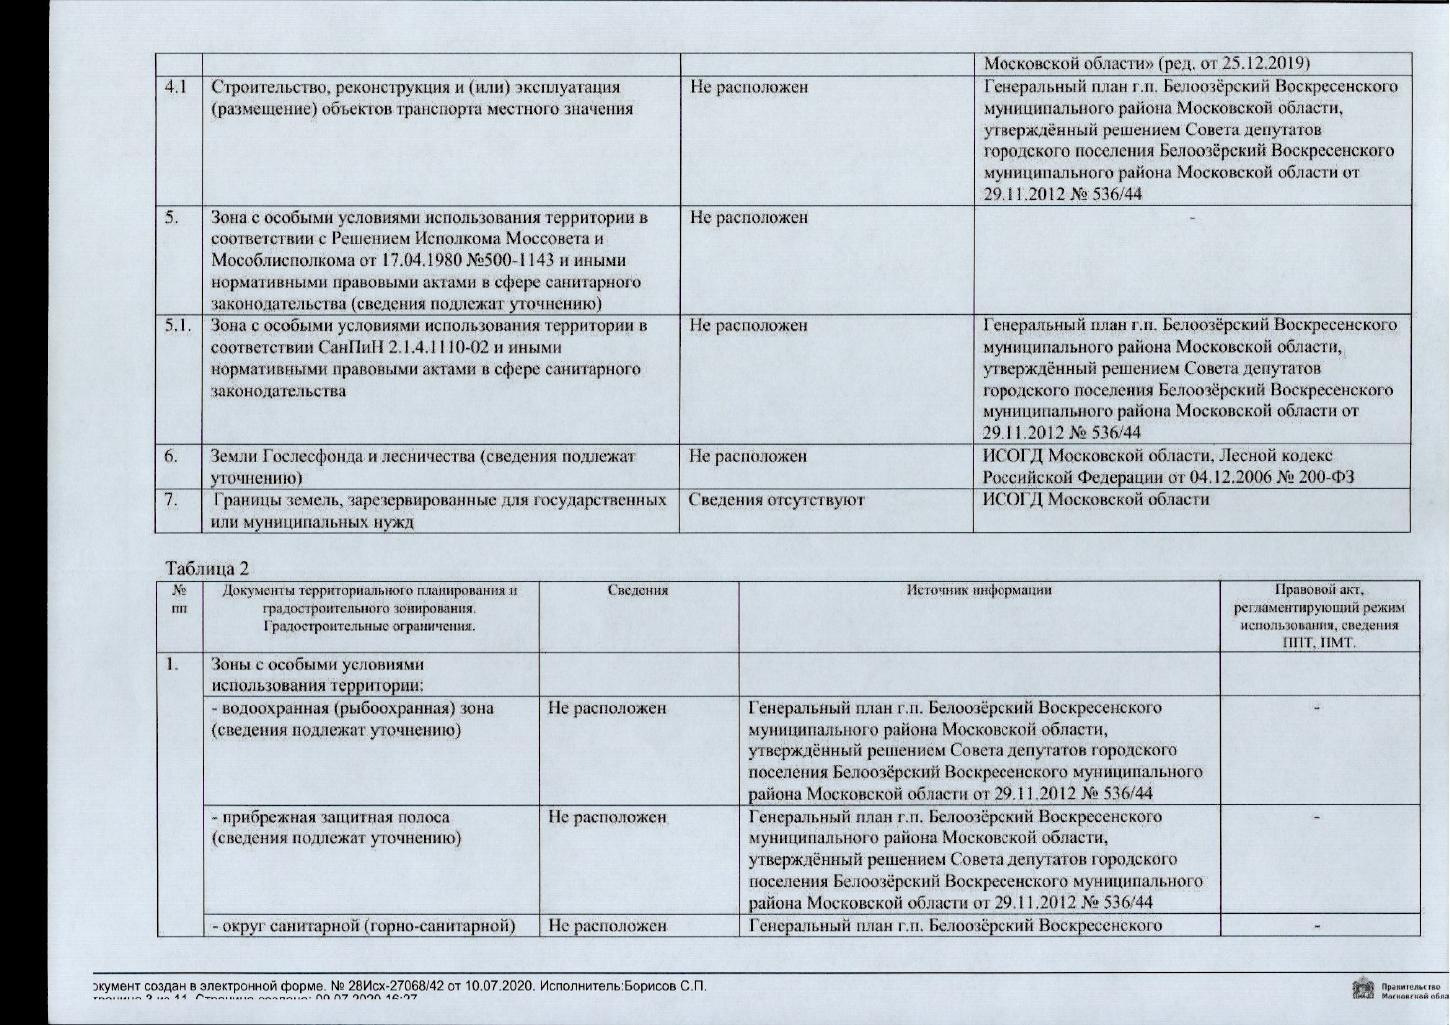 Московской области» (ред. от 25.12.2019)
4.1 Строительство, реконструкция и (или) эксплуатация (размещение) объектов транспорта местного значения
Не расположен
Генеральный план г.п. Белоозёрский Воскресенского
муниципального района Московской области,
утверждённый решением Совета депутатов
городского поселения Белоозёрский Воскресенского
муниципального района Московской области от
29.11.2012 № 536/44
5. Зона с особыми условиями использования территории в
соответствии с Решением Исполкома Моссовета и
Мособлисполкома от 17.04.1980 №500-1143 и иными
нормативными правовыми актами в сфере санитарного
законодательства (сведения подлежат уточнению)
Не расположен
-
5.1. Зона с особыми условиями использования территории в
соответствии СанПиН 2.1.4.1110-02 и иными
нормативными правовыми актами в сфере санитарного
законодательства
Не расположен
Генеральный план г.п. Белоозёрский Воскресенского
муниципального района Московской области,
утверждённый решением Совета депутатов
городского поселения Белоозёрский Воскресенского
муниципального района Московской области от
29.11.2012 № 536/44
6. Земли Гослесфонда и лесничества (сведения подлежат
уточнению)
Не расположен
ИСОГД Московской области, Лесной кодекс
Российской Федерации от 04.12.2006 № 200-ФЗ
7. Границы земель, зарезервированные для государственных
или муниципальных нужд
Сведения отсутствуют
ИСОГД Московской области
Таблица 2
№
пп
Документы территориального планирования и
градостроительного зонирования.
Градостроительные ограничения.
Сведения
Источник информации
Правовой акт,
регламентирующий режим
использования, сведения
ППТ, ПМТ.
1. Зоны с особыми условиями
использования территории:
- водоохранная (рыбоохранная) зона
(сведения подлежат уточнению)
Не расположен
Генеральный план г.п. Белоозёрский Воскресенского
муниципального района Московской области,
утверждённый решением Совета депутатов городского
поселения Белоозёрский Воскресенского муниципального
района Московской области от 29.11.2012 № 536/44
-
- прибрежная защитная полоса
(сведения подлежат уточнению)
Не расположен
Генеральный план г.п. Белоозёрский Воскресенского
муниципального района Московской области,
утверждённый решением Совета депутатов городского
поселения Белоозёрский Воскресенского муниципального
района Московской области от 29.11.2012 № 536/44
-
- округ санитарной (горно-санитарной)
Не расположен
Генеральный план г.п. Белоозёрский Воскресенского
-
окумент создан в электронной форме. № 28Исх-27068/42 от 10.07.2020. Исполнитель:Борисов С.П.
Правительство
Московской обла